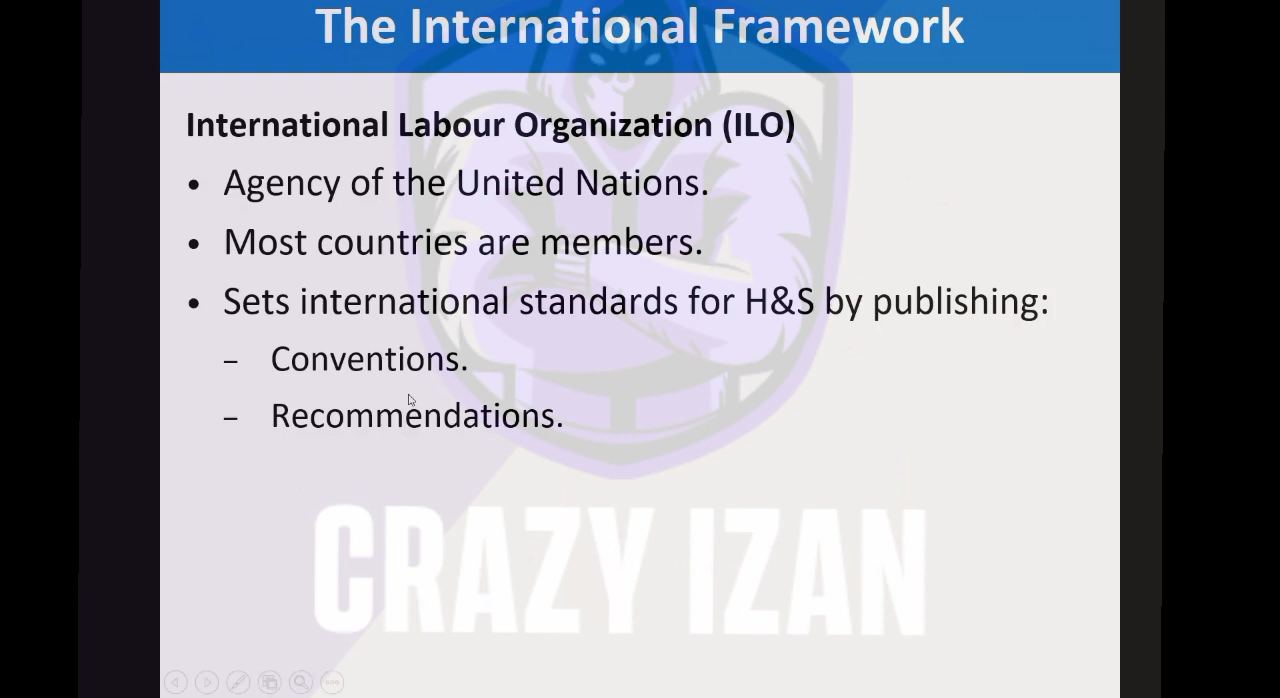 The International Framework
International Labour Organization (ILO)
• Agency of the United Nations.
• Most countries are members.
• Sets international standards for H&S by publishing:
– Conventions.
– Recommendations.
CRAZY IZAN